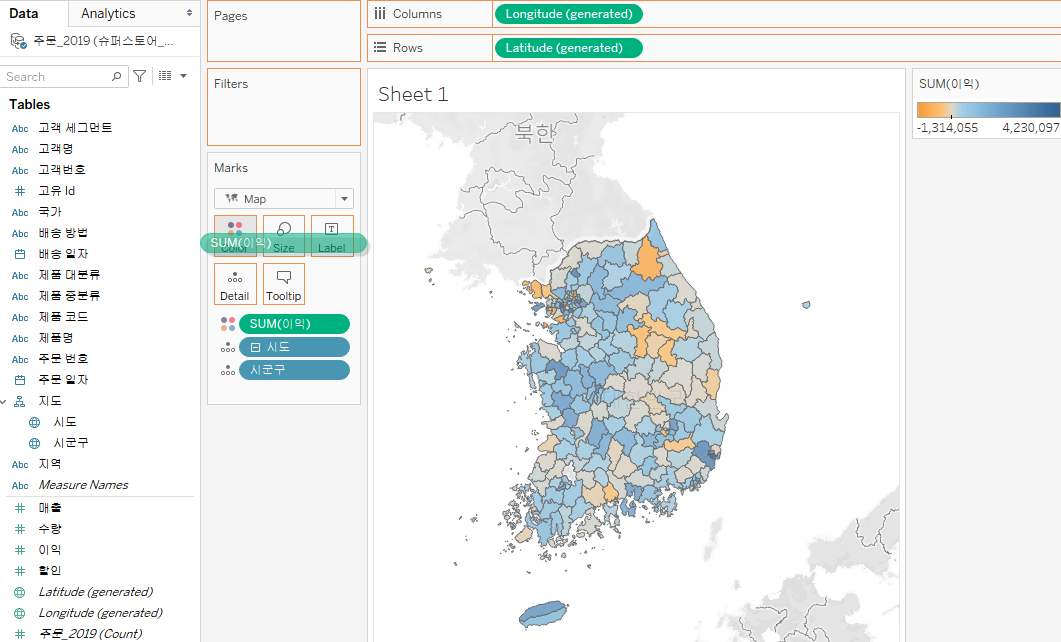 Data
Analytics
주문_2019 (슈퍼스토어_...
Search
Tables
Abc 고객 세그먼트
Abc 고객명
Abc 고객번호
# 고유 Id
Abc 국가
Abc 배송 방법
배송 일자
Abc 제품 대분류
Abc 제품 중분류
Abc 제품 코드
Abc 제품명
Abc 주문 번호
주문 일자
지도
시도
시군구
Abc 지역
Abc Measure Names
# 매출
# 수량
# 이익
# 할인
Latitude (generated)
Longitude (generated)
# 주문_2019 (Count)
Pages
Filters
Marks
Map
SUM(이익)
Color
Size
Label
Detail
Tooltip
SUM(이익)
시도
시군구
Columns
Longitude (generated)
Rows
Latitude (generated)
Sheet 1
북한
SUM(이익)
-1,314,055
4,230,097